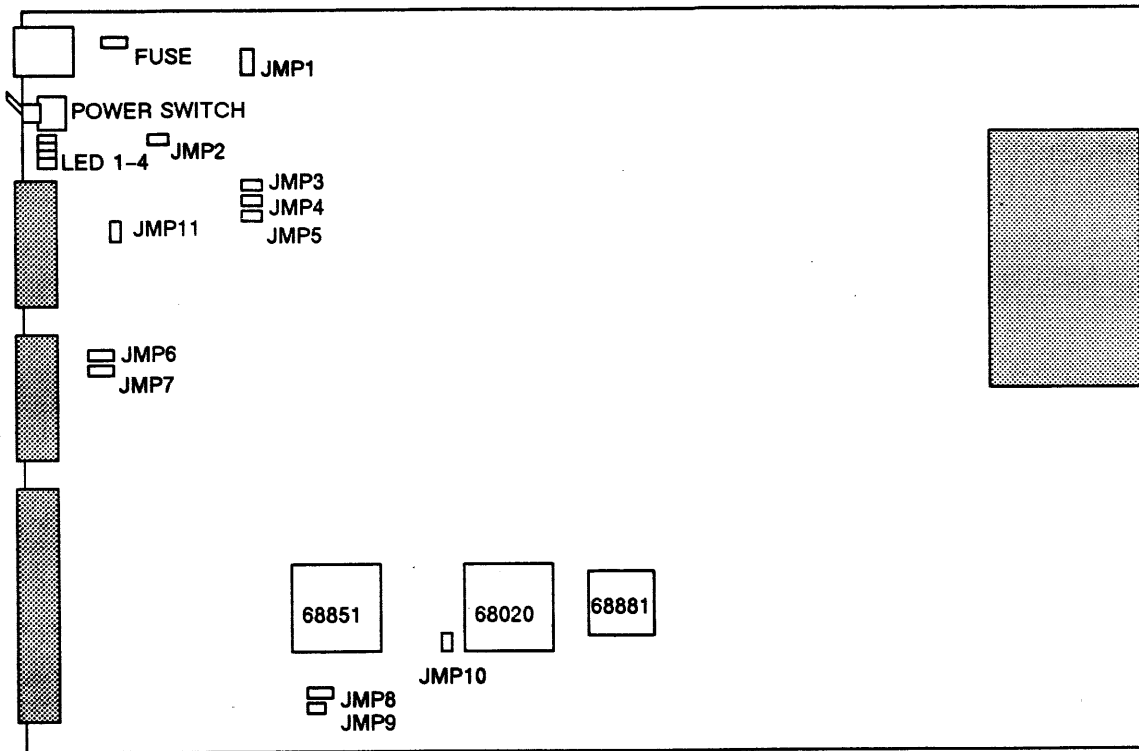 FUSE
JMP1
POWER SWITCH
JMP2
LED 1–4
JMP3
JMP4
JMP5
JMP11
JMP6
JMP7
68851
68020
68881
JMP10
JMP8
JMP9